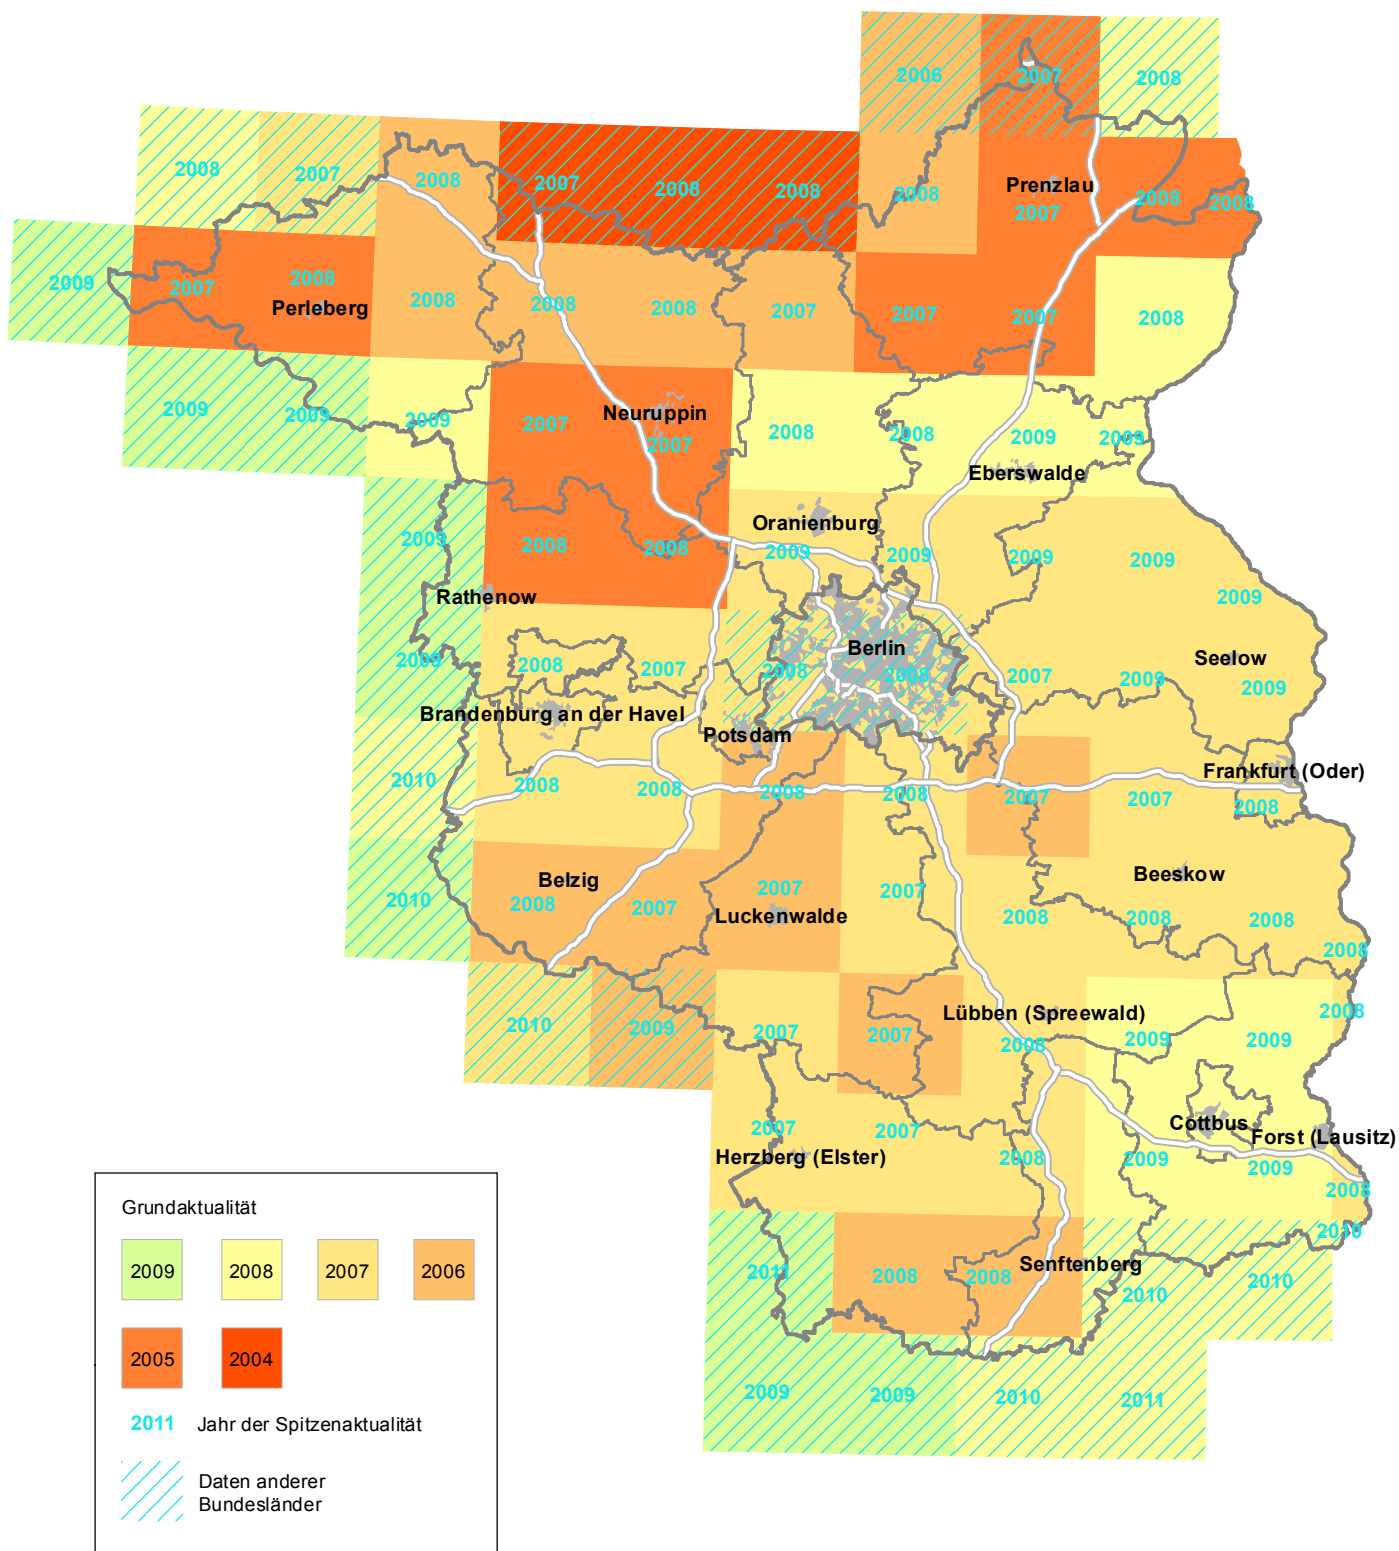 2006 2007 2008
2008 2007 2008 2007 2008 2008 2008 Prenzlau 2008 2008
2007
2009 2007 2008 2008 2008 2008 2007 2007 2007 2008
Perleberg
2009 2009 2009 2007 Neuruppin 2008 2008 2009 2009
2007
Eberswalde
2009 2008 2008 Oranienburg 2009 2009 2009 2009
Rathenow 2009
2009 2008 2007 2008 Berlin 2008 2007 2009 Seelow
2009
Brandenburg an der Havel Potsdam
2010 2008 2008 2008 2008 2007 2007 Frankfurt (Oder)
2008
Belzig Beeskow
2010 2008 2007 2007 2007 2008 2008 2008
Luckenwalde
2008
2010 2009 2007 2007 Lübben (Spreewald) 2008
2008 2009 2009
2007 2007 Cottbus Forst (Lausitz)
Herzberg (Elster) 2008 2009 2009
2008
2010
2011 2008 2008 Senftenberg
2010 2010
2009 2009 2010 2011
Grundaktualität
2009 2008 2007 2006
2005 2004
2011 Jahr der Spitzenaktualität
Daten anderer
Bundesländer